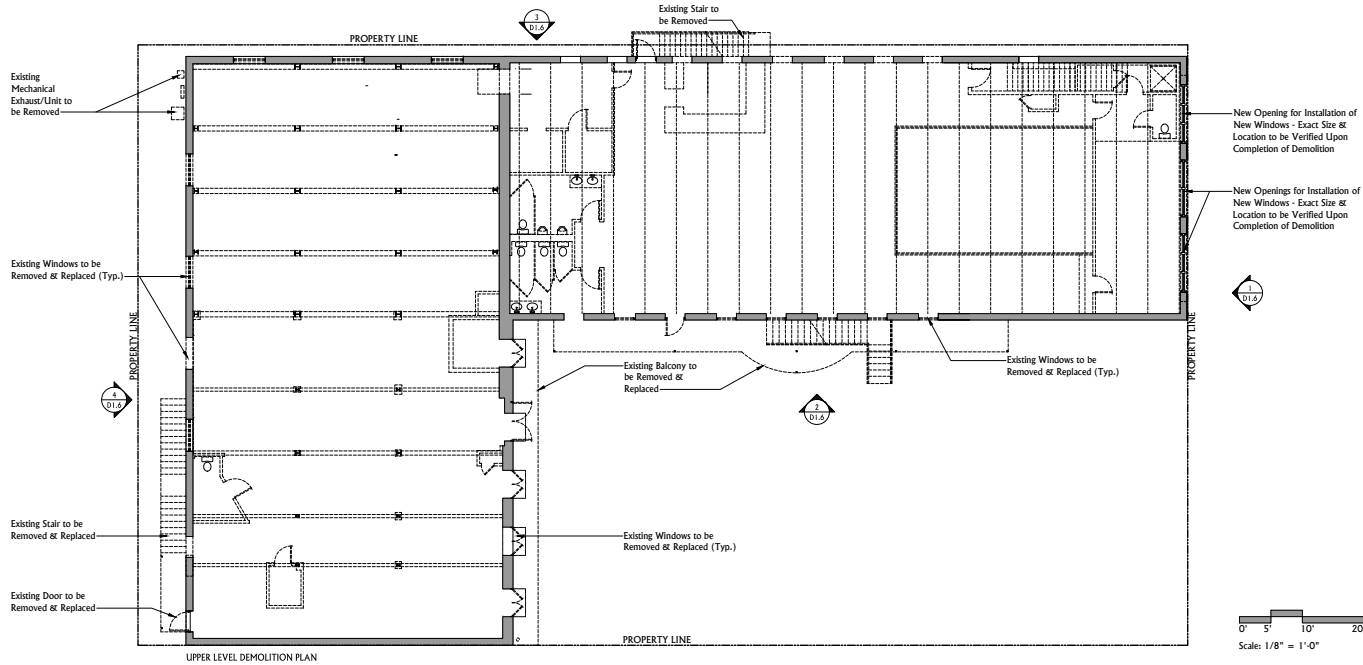 3
D1.6
Existing Stair to
be Removed
PROPERTY LINE
Existing
Mechanical
Exhaust/Unit to
be Removed
New Opening for Installation of
New Windows - Exact Size &
Location to be Verified Upon
Completion of Demolition
New Openings for Installation of
New Windows - Exact Size &
Location to be Verified Upon
Completion of Demolition
Existing Windows to be
Removed & Replaced (Typ.)
1
D1.6
PROPERTY LINE
PROPERTY LINE
Existing Balcony to
be Removed &
Replaced
Existing Windows to be
Removed & Replaced (Typ.)
4
D1.6
2
D1.6
Existing Stair to be
Removed & Replaced
Existing Windows to be
Removed & Replaced (Typ.)
Existing Door to be
Removed & Replaced
PROPERTY LINE
0' 5' 10' 20'
Scale: 1/8" = 1'-0"
UPPER LEVEL DEMOLITION PLAN